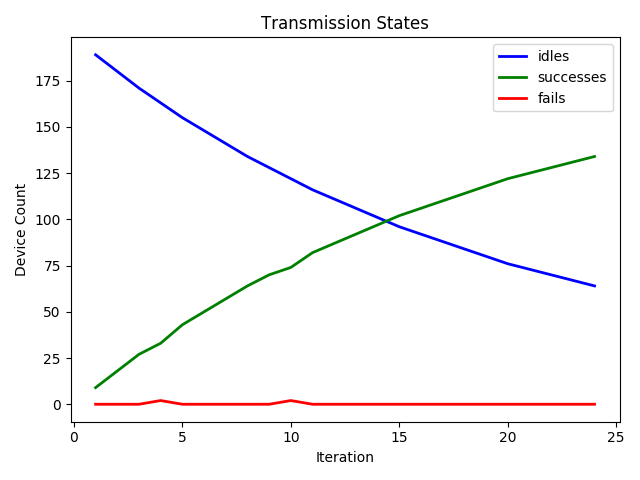 Transmission States
idles
successes
fails
Device Count
175
150
125
100
75
50
25
0
0 5 10 15 20 25
Iteration